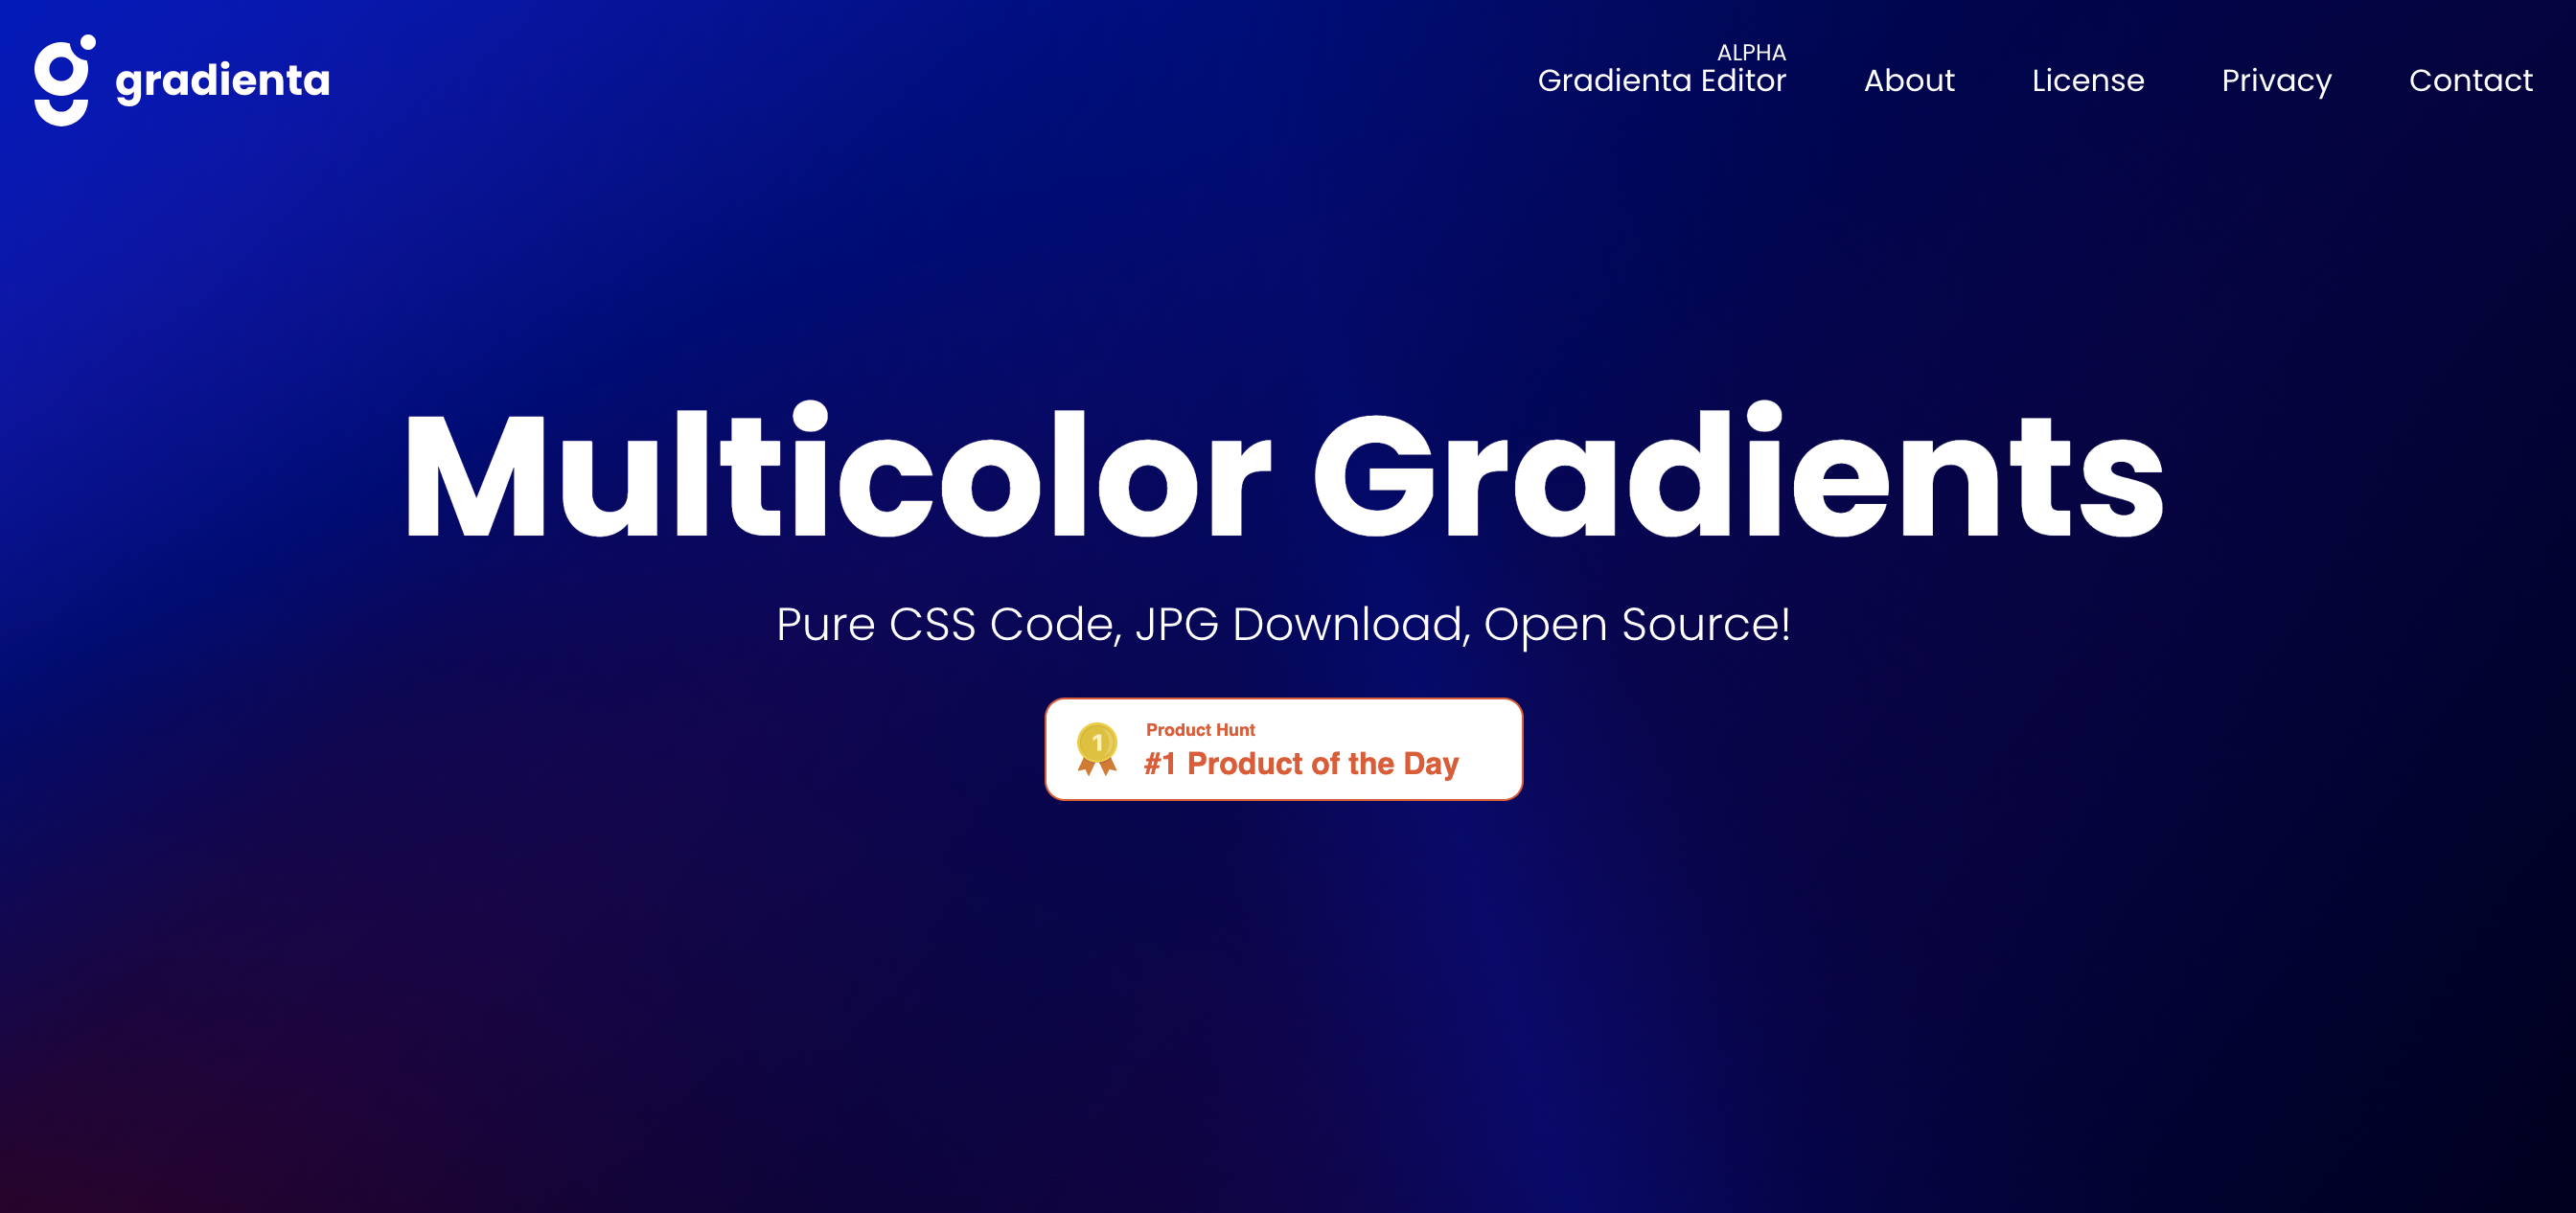 gradienta
ALPHA
Gradienta Editor About License Privacy Contact
Multicolor Gradients
Pure CSS Code, JPG Download, Open Source!
1
Product Hunt
#1 Product of the Day